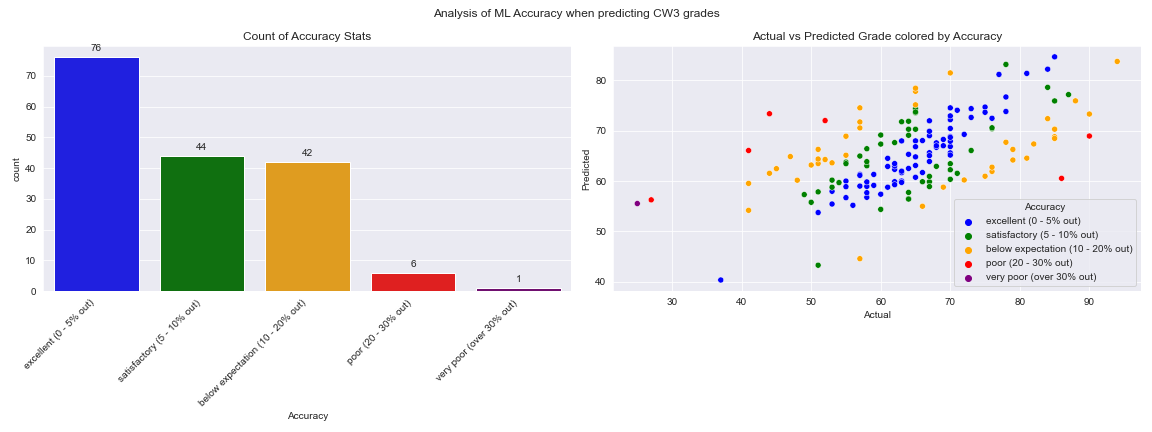 Analysis of ML Accuracy when predicting CW3 grades
Count of Accuracy Stats
76
44
42
6
1
70
60
50
40
30
20
10
0
count
excellent (0 - 5% out)
satisfactory (5 - 10% out)
below expectation (10 - 20% out)
poor (20 - 30% out)
very poor (over 30% out)
Accuracy
Actual vs Predicted Grade colored by Accuracy
80
70
60
50
40
Predicted
30
40
50
60
70
80
90
Actual
Accuracy
excellent (0 - 5% out)
satisfactory (5 - 10% out)
below expectation (10 - 20% out)
poor (20 - 30% out)
very poor (over 30% out)